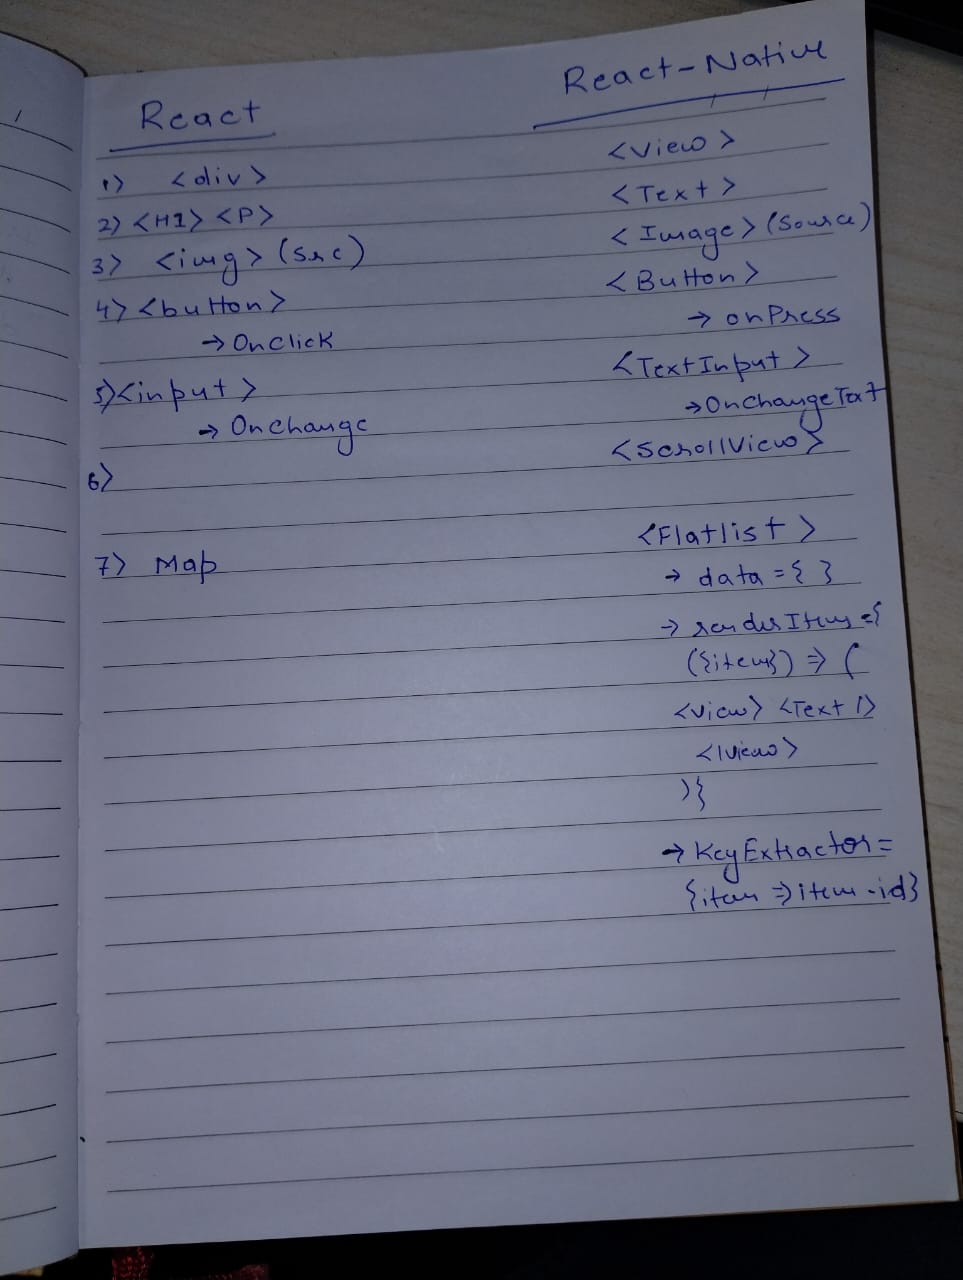 React React-Native
1) <div> <View>
2) <H1> <P> <Text>
3) <img> (Src) <Image> (Source)
4) <button> <Button>
→ Onclick → onPress
5) <input> <TextInput>
→ Onchange → OnchangeText
6) <ScrollView>
7) Map <Flatlist>
→ data = { }
→ renderItem = {
({item}) => (
<View> <Text />
</View>
)}
→ KeyExtractor =
{item => item.id}